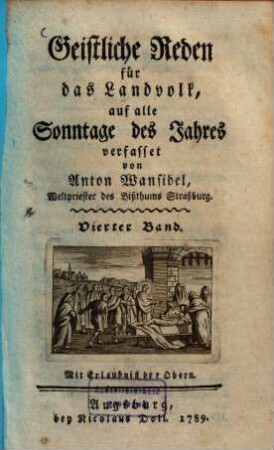 Geistliche Reden
für
das Landvolk,
auf alle
Sonntage des Jahres
verfasset
von
Anton Wansidel,
Weltpriester des Bißthums Straßburg.
Vierter Band.
Mit Erlaubniß der Obern.
Augsburg,
bey Nicolaus Doll. 1789.